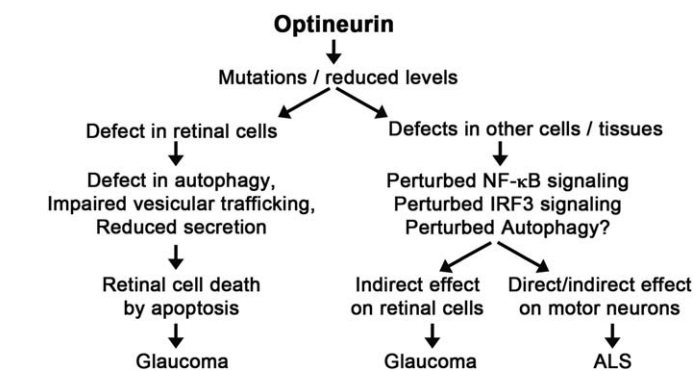 Optineurin
Mutations / reduced levels
Defect in retinal cells
Defects in other cells / tissues
Defect in autophagy,
Impaired vesicular trafficking,
Reduced secretion
Perturbed NF-κB signaling
Perturbed IRF3 signaling
Perturbed Autophagy?
Retinal cell death
by apoptosis
Indirect effect
on retinal cells
Direct/indirect effect
on motor neurons
Glaucoma
Glaucoma
ALS